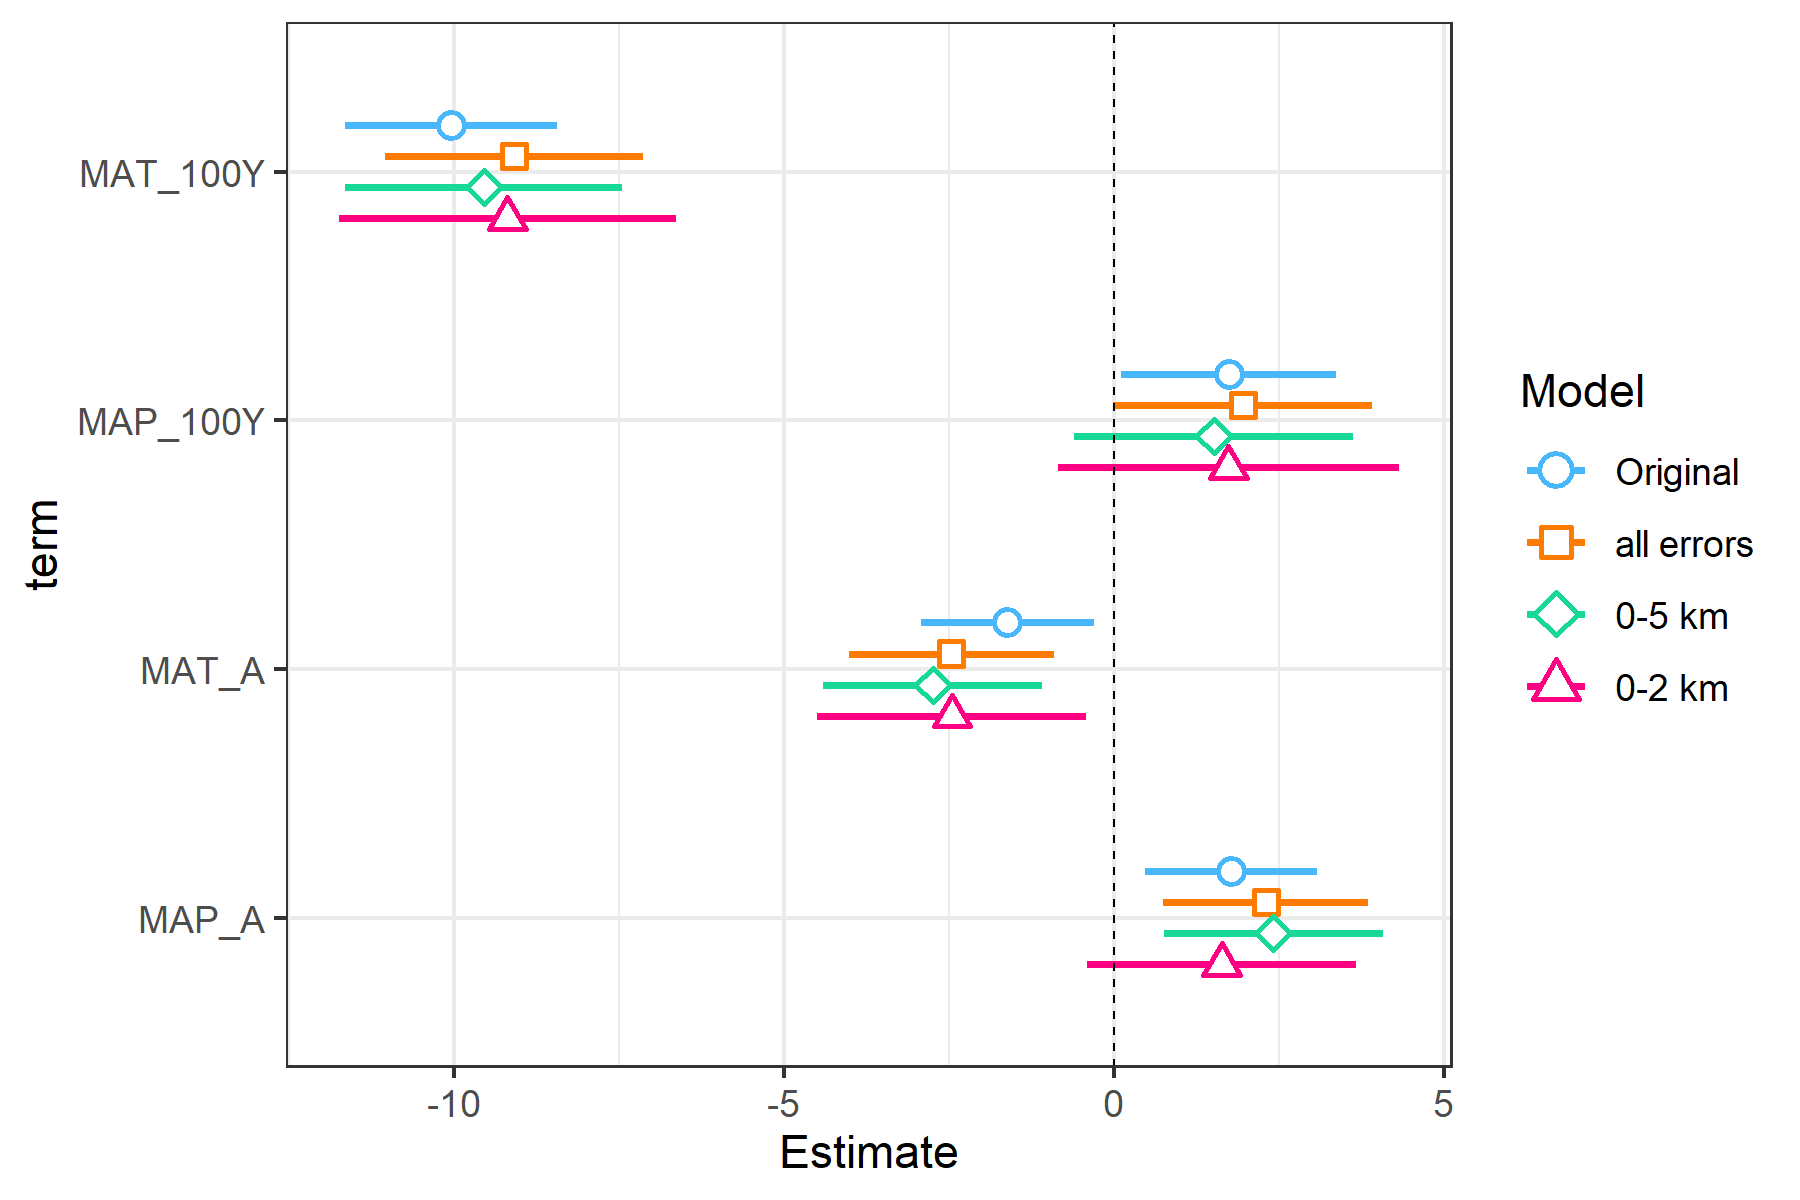 MAT_100Y
MAP_100Y
MAT_A
MAP_A
term
-10
-5
0
5
Estimate
Model
Original
all errors
0-5 km
0-2 km